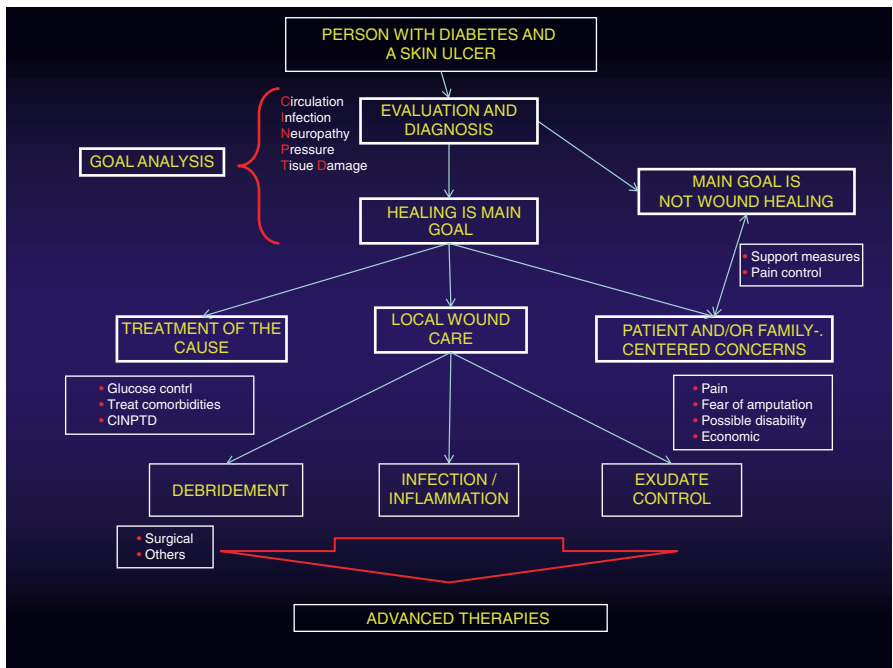 PERSON WITH DIABETES AND
A SKIN ULCER
Circulation
Infection
Neuropathy
Pressure
Tisue Damage
EVALUATION AND
DIAGNOSIS
GOAL ANALYSIS
MAIN GOAL IS
NOT WOUND HEALING
HEALING IS MAIN
GOAL
• Support measures
• Pain control
TREATMENT OF THE
CAUSE
LOCAL WOUND
CARE
PATIENT AND/OR FAMILY-.
CENTERED CONCERNS
• Glucose contrl
• Treat comorbidities
• CINPTD
• Pain
• Fear of amputation
• Possible disability
• Economic
DEBRIDEMENT
INFECTION /
INFLAMMATION
EXUDATE
CONTROL
• Surgical
• Others
ADVANCED THERAPIES